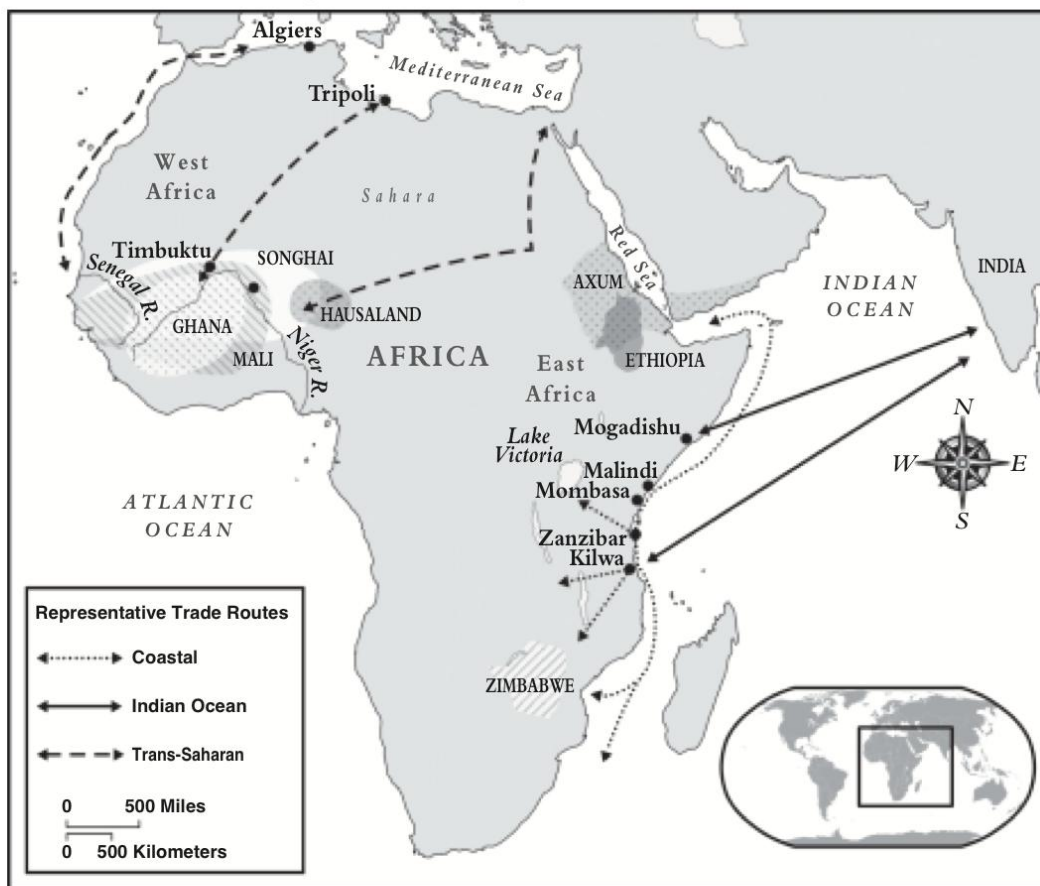 Algiers
Mediterranean Sea
Tripoli
West
Africa
Sahara
Red Sea
Timbuktu
SONGHAI
Senegal R.
AXUM
INDIA
INDIAN
OCEAN
HAUSALAND
GHANA
MALI
Niger R.
AFRICA
ETHIOPIA
East
Africa
Mogadishu
Lake
Victoria
Malindi
Mombasa
N
W
E
S
ATLANTIC
OCEAN
Zanzibar
Kilwa
ZIMBABWE
Representative Trade Routes
Coastal
Indian Ocean
Trans-Saharan
0 500 Miles
0 500 Kilometers